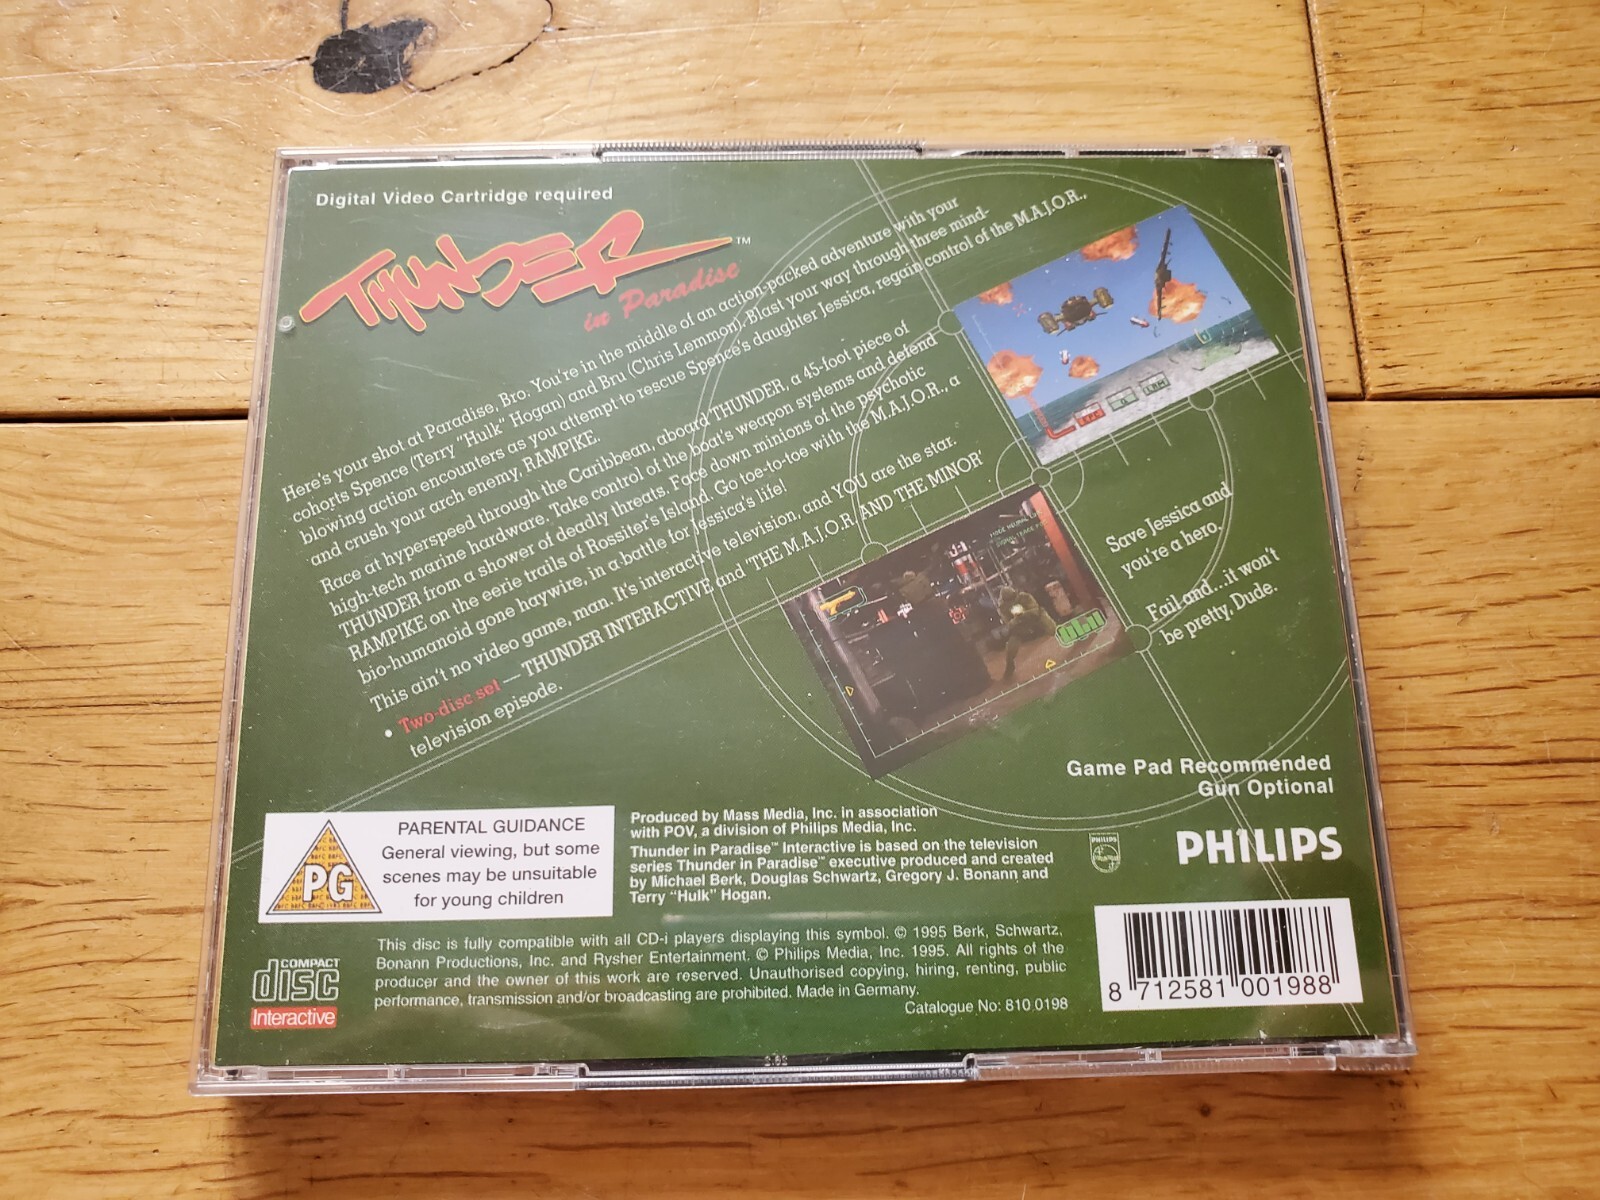 Digital Video Cartridge required
THUNDER™
in Paradise
Here's your shot at Paradise, Bro. You're in the middle of an action-packed adventure with your
cohorts Spence (Terry "Hulk" Hogan) and Bru (Chris Lemmon). Blast your way through three mind-
blowing action encounters as you attempt to rescue Spence's daughter Jessica, regain control of the M.A.J.O.R.,
and crush your arch enemy, RAMPIKE.
Race at hyperspeed through the Caribbean, aboard THUNDER, a 45-foot piece of
high-tech marine hardware. Take control of the boat's weapon systems and defend
THUNDER from a shower of deadly threats. Face down minions of the psychotic
RAMPIKE on the eerie trails of Rossiter's Island. Go toe-to-toe with the M.A.J.O.R., a
bio-humanoid gone haywire, in a battle for Jessica's life!
This ain't no video game, man. It's interactive television, and YOU are the star.
• Two-disc set — THUNDER INTERACTIVE and 'THE M.A.J.O.R. AND THE MINOR'
television episode.
Save Jessica and
you're a hero.
Fail and...it won't
be pretty, Dude.
Game Pad Recommended
Gun Optional
PG
PARENTAL GUIDANCE
General viewing, but some
scenes may be unsuitable
for young children
Produced by Mass Media, Inc. in association
with POV, a division of Philips Media, Inc.
Thunder in Paradise™ Interactive is based on the television
series Thunder in Paradise™ executive produced and created
by Michael Berk, Douglas Schwartz, Gregory J. Bonann and
Terry "Hulk" Hogan.
PHILIPS
PHILIPS
COMPACT
disc
Interactive
This disc is fully compatible with all CD-i players displaying this symbol. © 1995 Berk, Schwartz,
Bonann Productions, Inc. and Rysher Entertainment. © Philips Media, Inc. 1995. All rights of the
producer and the owner of this work are reserved. Unauthorised copying, hiring, renting, public
performance, transmission and/or broadcasting are prohibited. Made in Germany.
Catalogue No: 810 0198
8 712581 001988